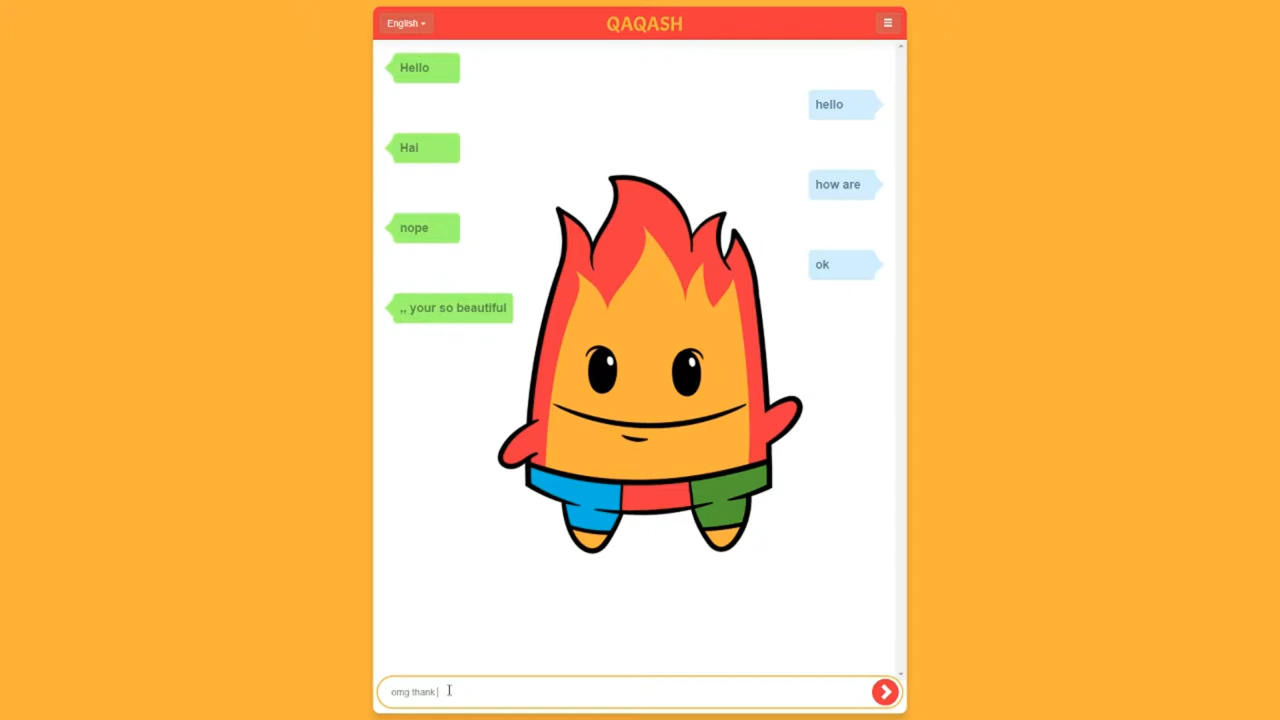 English
QAQASH
Hello
hello
Hai
how are
nope
ok
,, your so beautiful
omg thank